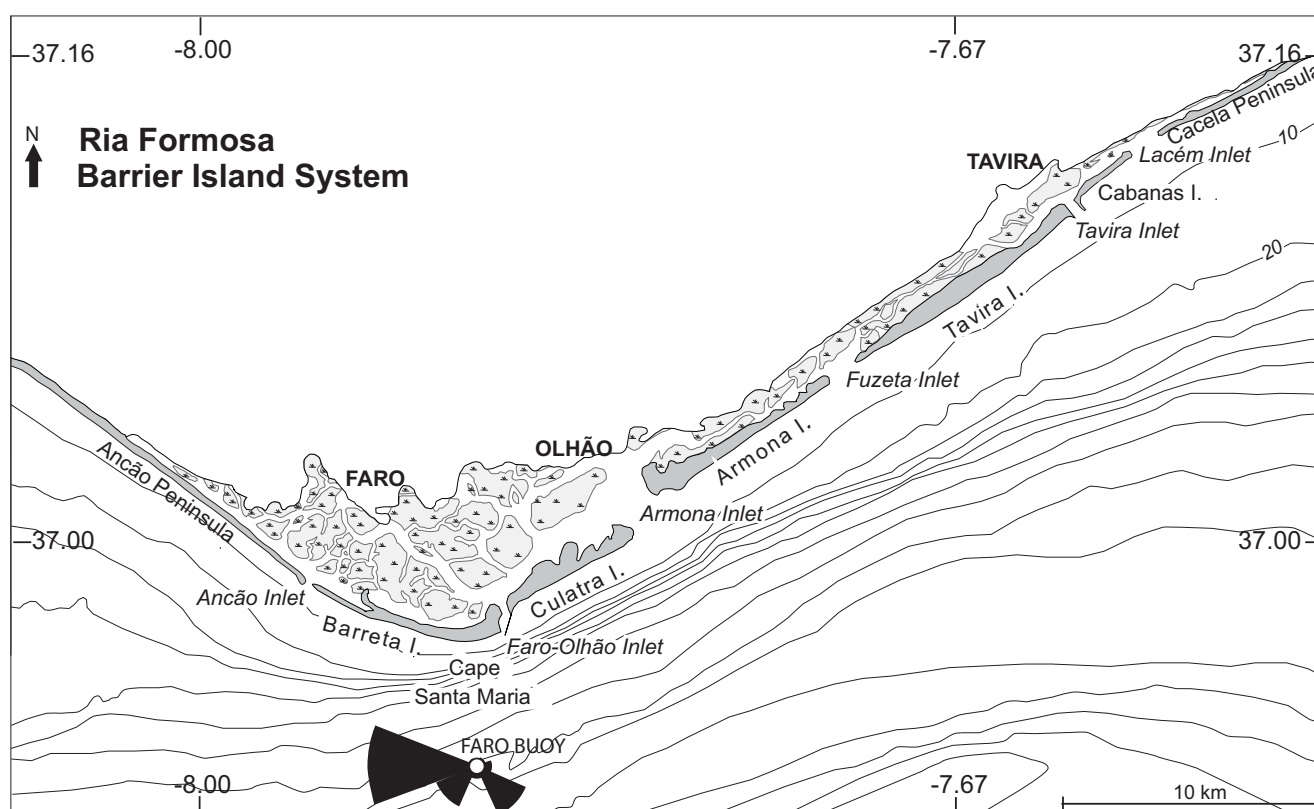 -8.00
-7.67
37.16
37.16
N
Ria Formosa
Barrier Island System
Cacela Peninsula
10
TAVIRA
Lacém Inlet
Cabanas I.
Tavira Inlet
20
Tavira I.
Fuzeta Inlet
Armona I.
OLHÃO
FARO
Ancão Peninsula
Armona Inlet
37.00
37.00
Culatra I.
Ancão Inlet
Barreta I.
Faro-Olhão Inlet
Cape
Santa Maria
FARO BUOY
-8.00
-7.67
10 km